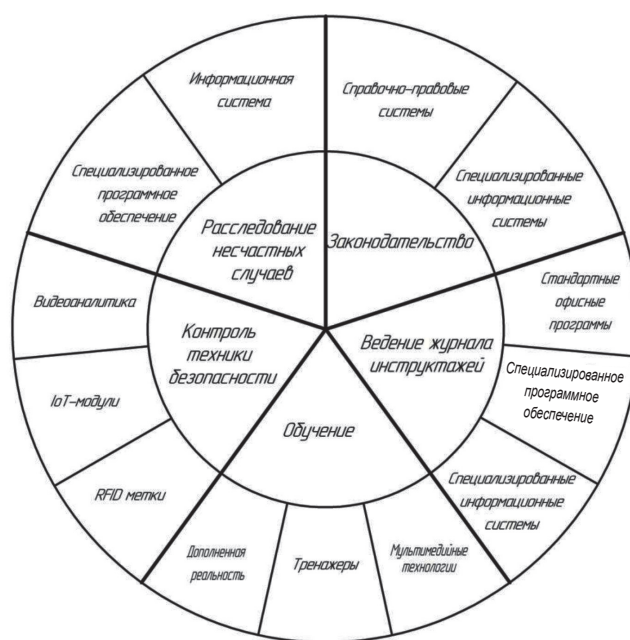 Информационная
система
Справочно-правовые
системы
Специализированное
программное
обеспечение
Специализированные
информационные
системы
Расследование
несчастных
случаев
Законодательство
Видеоаналитика
Стандартные
офисные
программы
Контроль
техники
безопасности
Ведение журнала
инструктажей
Специализированное
программное
обеспечение
IoT-модули
Обучение
RFID метки
Специализированные
информационные
системы
Дополненная
реальность
Тренажеры
Мультимедийные
технологии